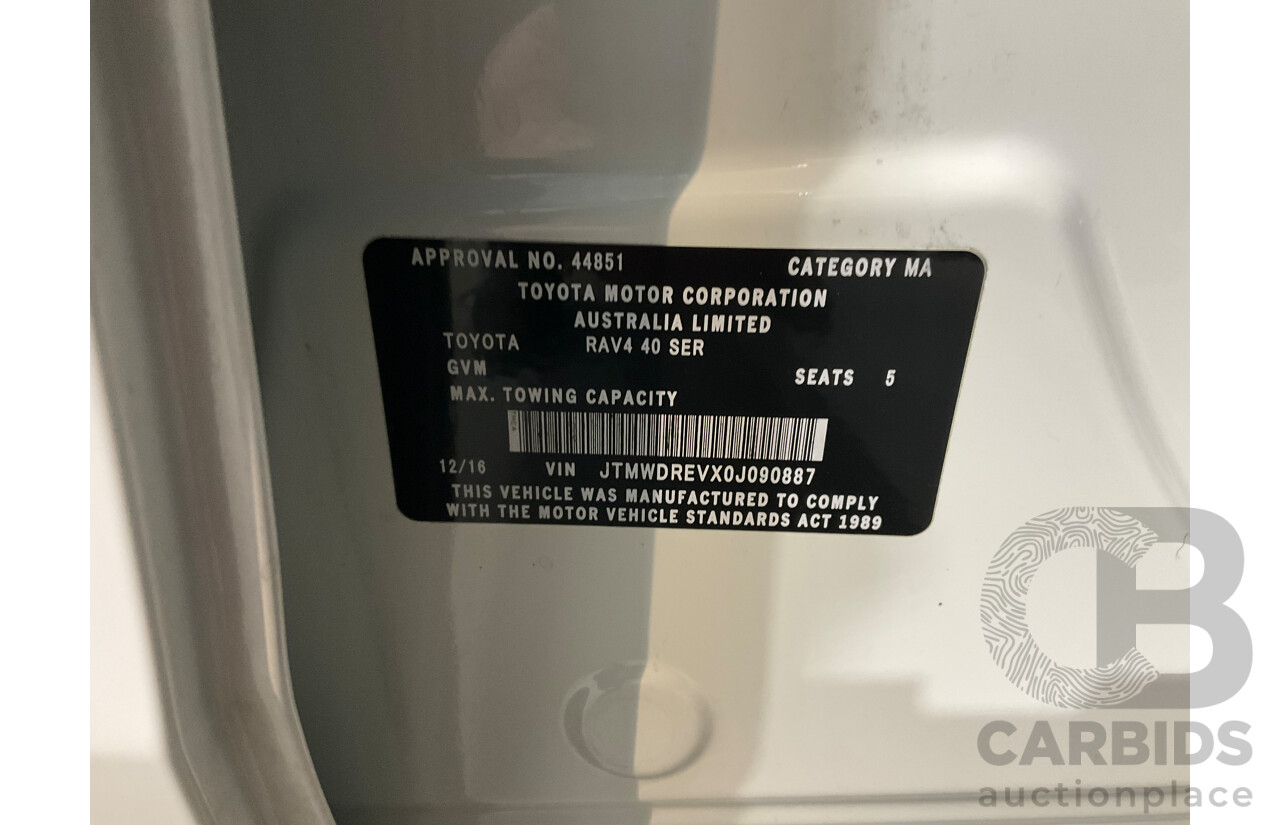 APPROVAL NO. 44851 CATEGORY MA
TOYOTA MOTOR CORPORATION
AUSTRALIA LIMITED
TOYOTA RAV4 40 SER
GVM SEATS 5
MAX. TOWING CAPACITY
12/16 VIN JTMWDREVX0J090887
THIS VEHICLE WAS MANUFACTURED TO COMPLY
WITH THE MOTOR VEHICLE STANDARDS ACT 1989
CB
CARBIDS
auctionplace